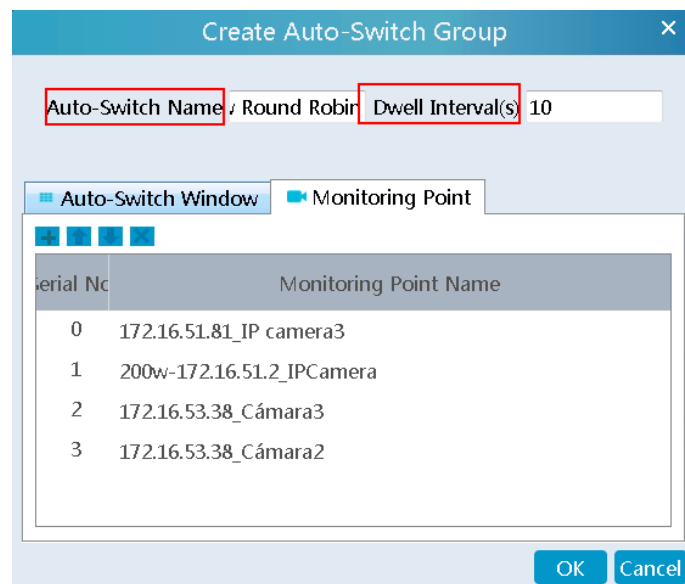 Create Auto-Switch Group
Auto-Switch Name Round Robin Dwell Interval(s) 10
Auto-Switch Window Monitoring Point
Serial No Monitoring Point Name
0 172.16.51.81_IP camera3
1 200w-172.16.51.2_IPCamera
2 172.16.53.38_Cámara3
3 172.16.53.38_Cámara2
OK Cancel